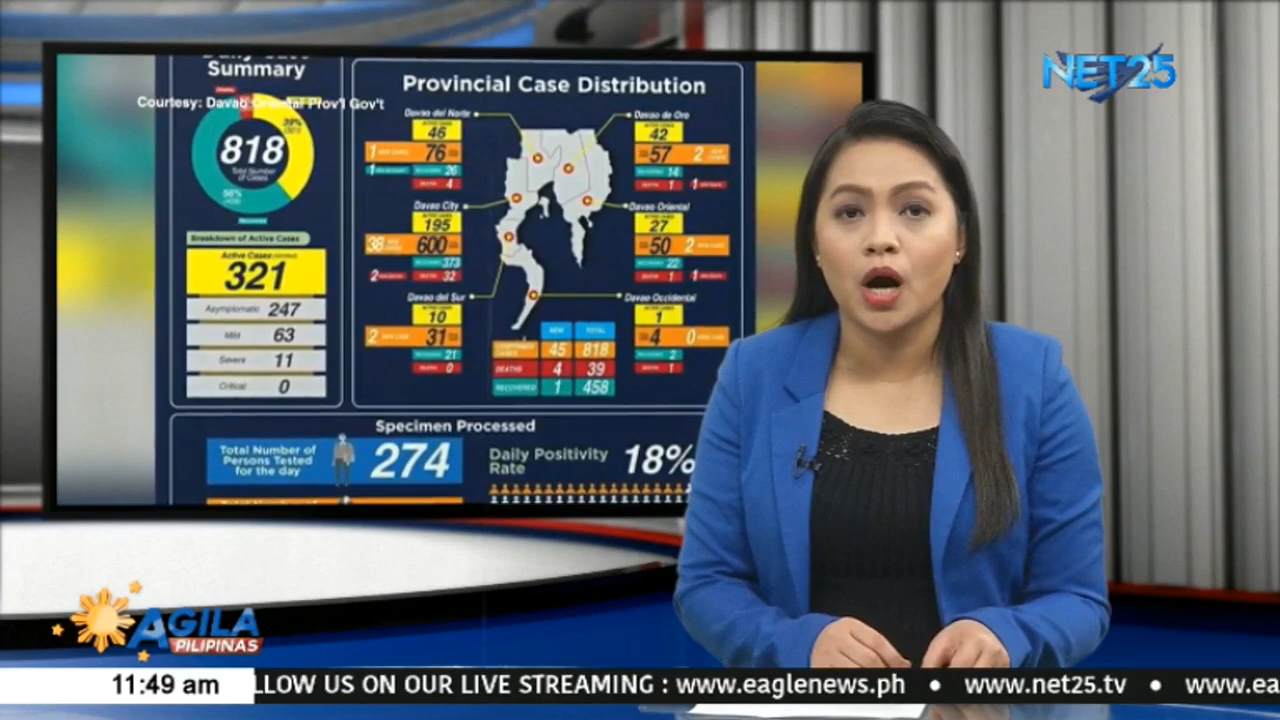 Summary
Courtesy: Davao Oriental Prov'l Gov't
39%
818
Total Number
of Cases
56%
Breakdown of Active Cases
Active Cases
321
Asymptomatic 247
Mild 63
Severe 11
Critical 0
Provincial Case Distribution
Davao del Norte
46
1 76
1 26
4
Davao de Oro
42
57 2
14
1 1
Davao City
195
38 600
373
2 32
Davao Oriental
27
50 2
22
1 1
Davao del Sur
10
2 31
21
0
Davao Occidental
1
4 0
2
1
NEW TOTAL
45 818
DEATHS 4 39
RECOVERED 1 458
Specimen Processed
Total Number of
Persons Tested
for the day
274
Daily Positivity
Rate
18%
NET25
AGILA
PILIPINAS
11:49 am
LLOW US ON OUR LIVE STREAMING : www.eaglenews.ph • www.net25.tv • www.ea